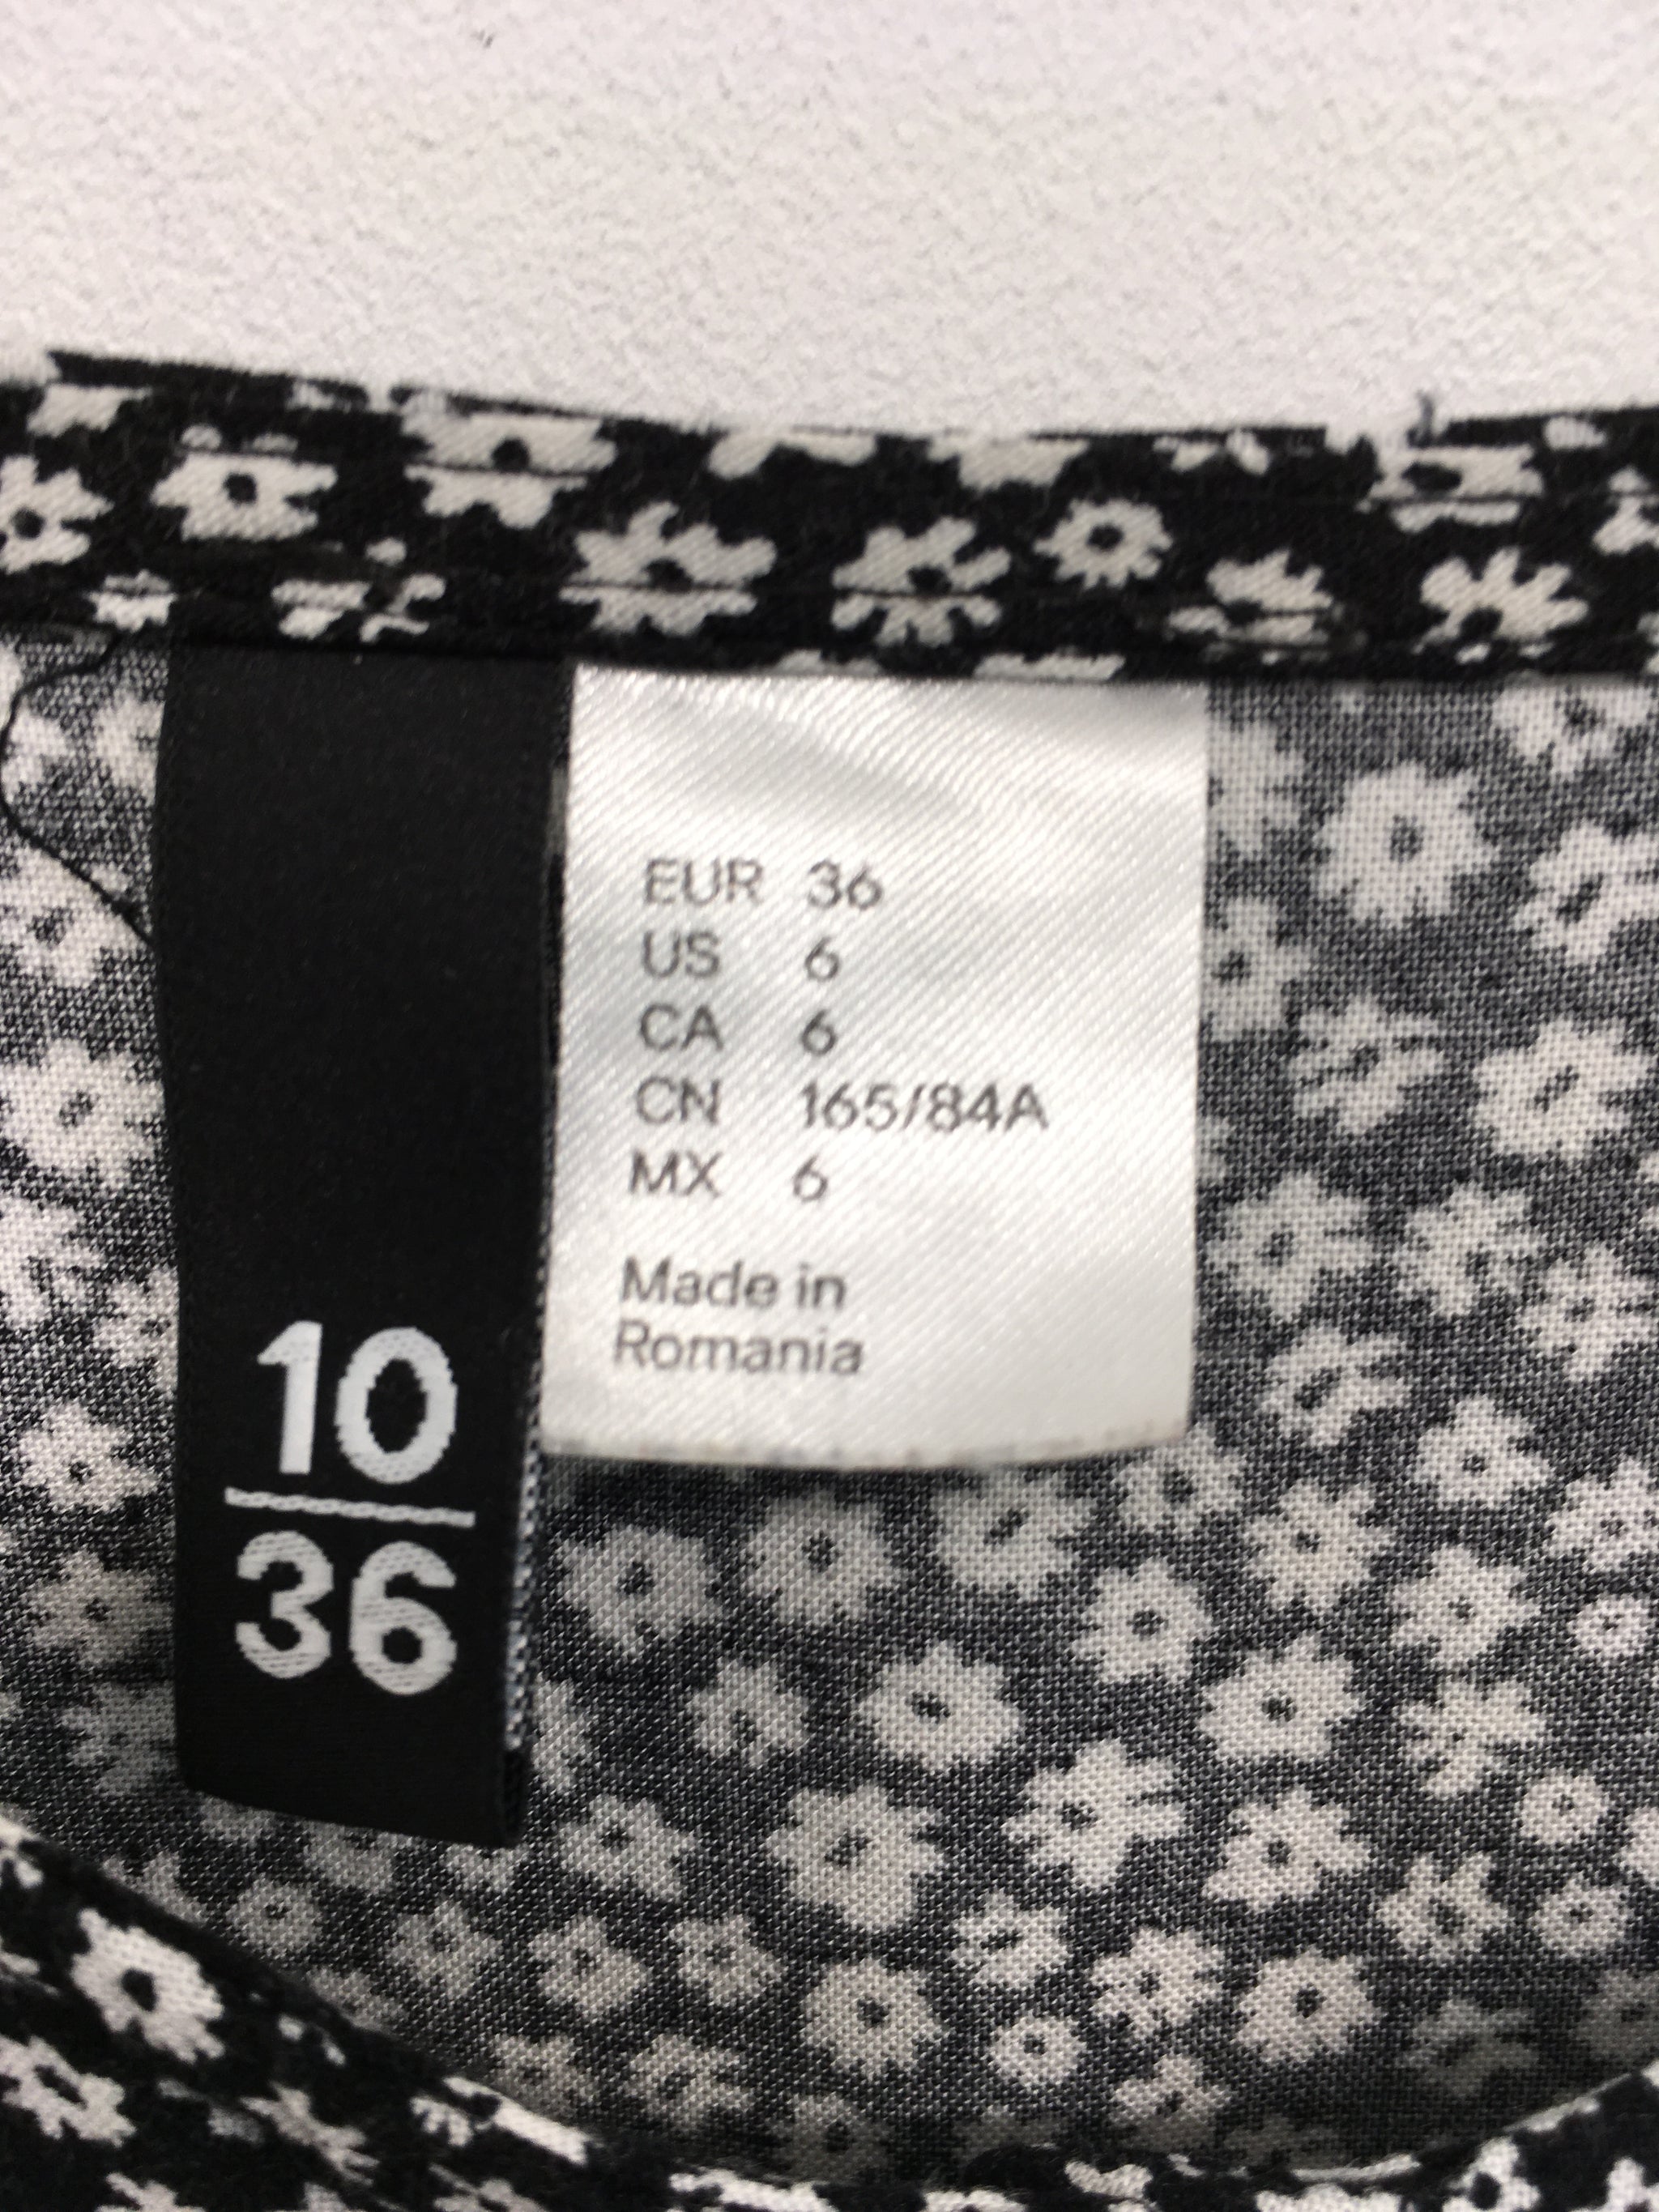 10
36
EUR 36
US 6
CA 6
CN 165/84A
MX 6
Made in
Romania